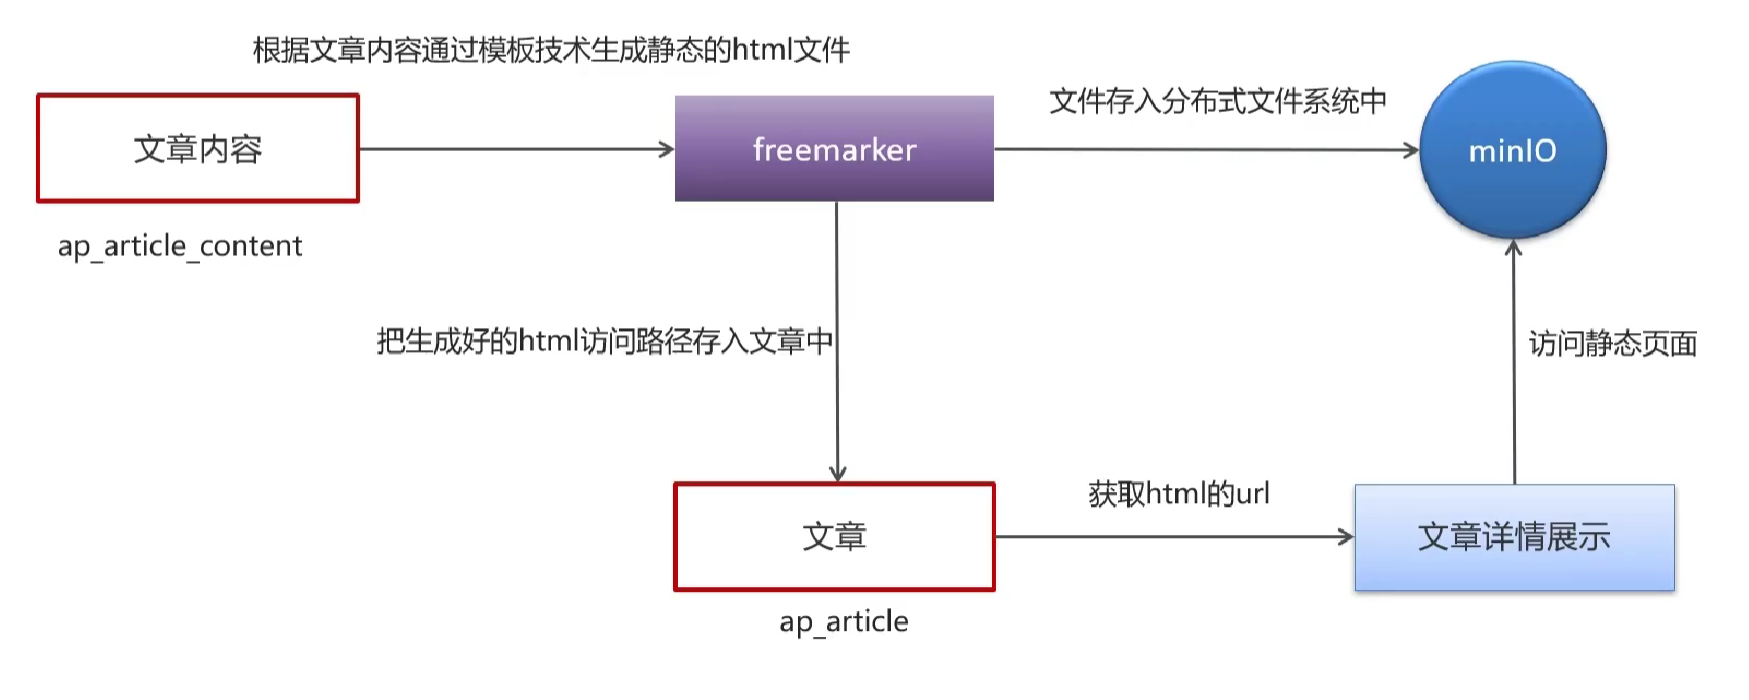 根据文章内容通过模板技术生成静态的html文件
文章内容
freemarker
文件存入分布式文件系统中
minIO
ap_article_content
把生成好的html访问路径存入文章中
访问静态页面
文章
获取html的url
文章详情展示
ap_article